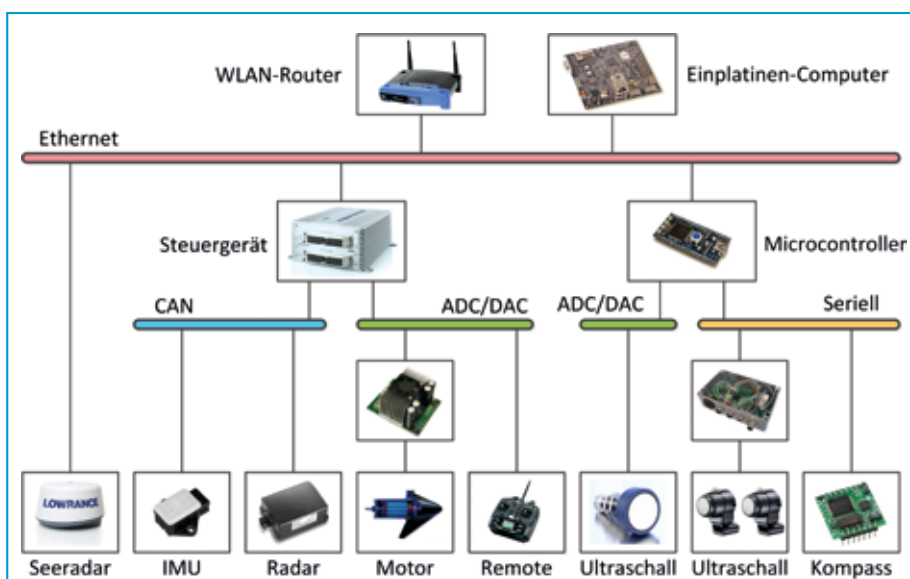 WLAN-Router
Einplatinen-Computer
Ethernet
Steuergerät
Microcontroller
CAN
ADC/DAC
ADC/DAC
Seriell
LOWRANCE
Seeradar
IMU
Radar
Motor
Remote
Ultraschall
Ultraschall
Kompass